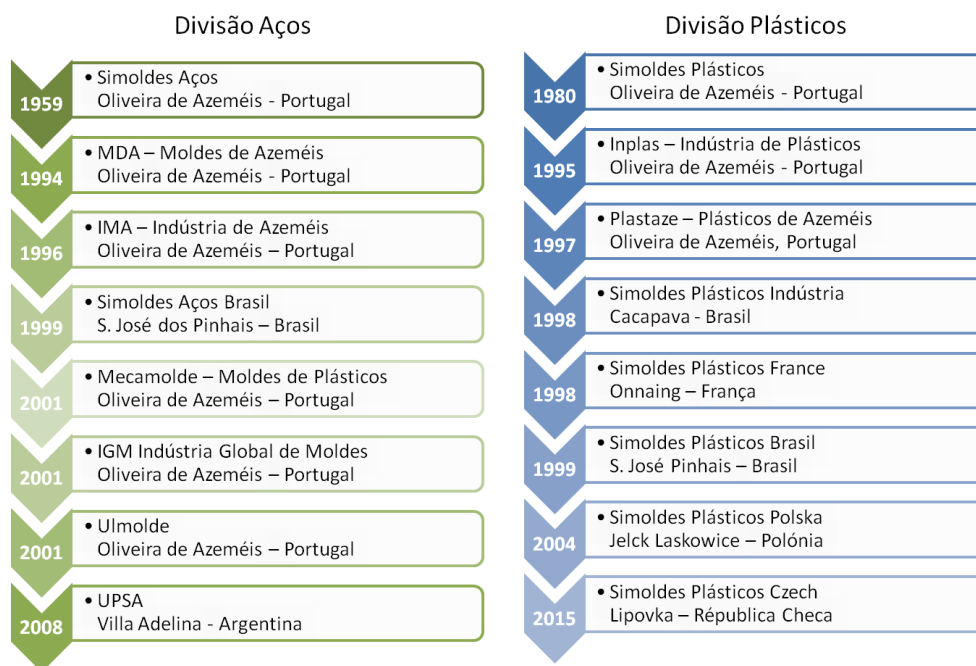 Divisão Aços
1959
• Simoldes Aços
Oliveira de Azeméis - Portugal
1994
• MDA – Moldes de Azeméis
Oliveira de Azeméis - Portugal
1996
• IMA – Indústria de Azeméis
Oliveira de Azeméis – Portugal
1999
• Simoldes Aços Brasil
S. José dos Pinhais – Brasil
2001
• Mecamolde – Moldes de Plásticos
Oliveira de Azeméis – Portugal
2001
• IGM Indústria Global de Moldes
Oliveira de Azeméis – Portugal
2001
• Ulmolde
Oliveira de Azeméis – Portugal
2008
• UPSA
Villa Adelina - Argentina
Divisão Plásticos
1980
• Simoldes Plásticos
Oliveira de Azeméis - Portugal
1995
• Inplas – Indústria de Plásticos
Oliveira de Azeméis - Portugal
1997
• Plastaze – Plásticos de Azeméis
Oliveira de Azeméis, Portugal
1998
• Simoldes Plásticos Indústria
Cacapava - Brasil
1998
• Simoldes Plásticos France
Onnaing – França
1999
• Simoldes Plásticos Brasil
S. José Pinhais – Brasil
2004
• Simoldes Plásticos Polska
Jelck Laskowice – Polónia
2015
• Simoldes Plásticos Czech
Lipovka – Républica Checa